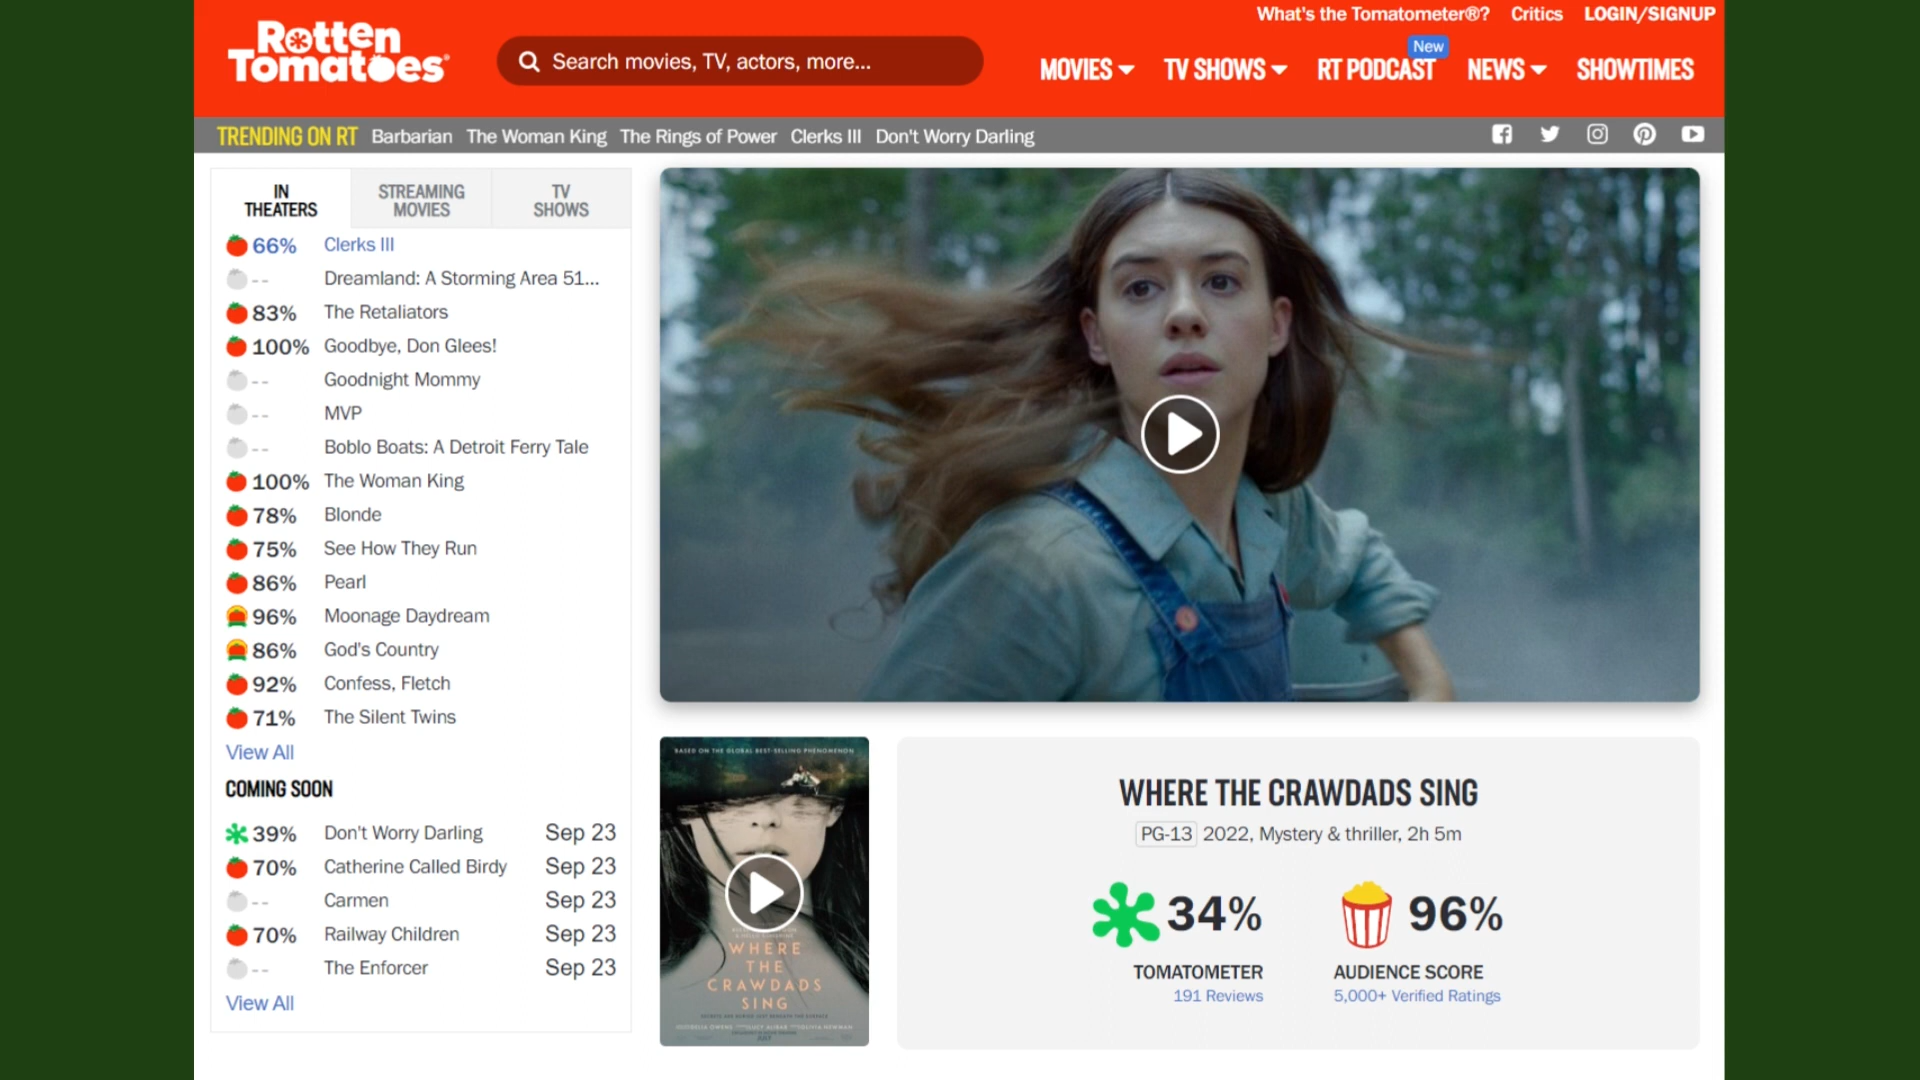 What's the Tomatometer®? Critics LOGIN/SIGNUP
Rotten
Tomatoes
Search movies, TV, actors, more...
New
MOVIES TV SHOWS RT PODCAST NEWS SHOWTIMES
TRENDING ON RT Barbarian The Woman King The Rings of Power Clerks III Don't Worry Darling
IN
THEATERS
STREAMING
MOVIES
TV
SHOWS
66% Clerks III
-- Dreamland: A Storming Area 51...
83% The Retaliators
100% Goodbye, Don Glees!
-- Goodnight Mommy
-- MVP
-- Boblo Boats: A Detroit Ferry Tale
100% The Woman King
78% Blonde
75% See How They Run
86% Pearl
96% Moonage Daydream
86% God's Country
92% Confess, Fletch
71% The Silent Twins
View All
COMING SOON
39% Don't Worry Darling Sep 23
70% Catherine Called Birdy Sep 23
-- Carmen Sep 23
70% Railway Children Sep 23
-- The Enforcer Sep 23
View All
BASED ON THE GLOBAL BEST-SELLING PHENOMENON
WHERE
THE
CRAWDADS
SING
WHERE THE CRAWDADS SING
PG-13 2022, Mystery & thriller, 2h 5m
34% 96%
TOMATOMETER AUDIENCE SCORE
191 Reviews 5,000+ Verified Ratings